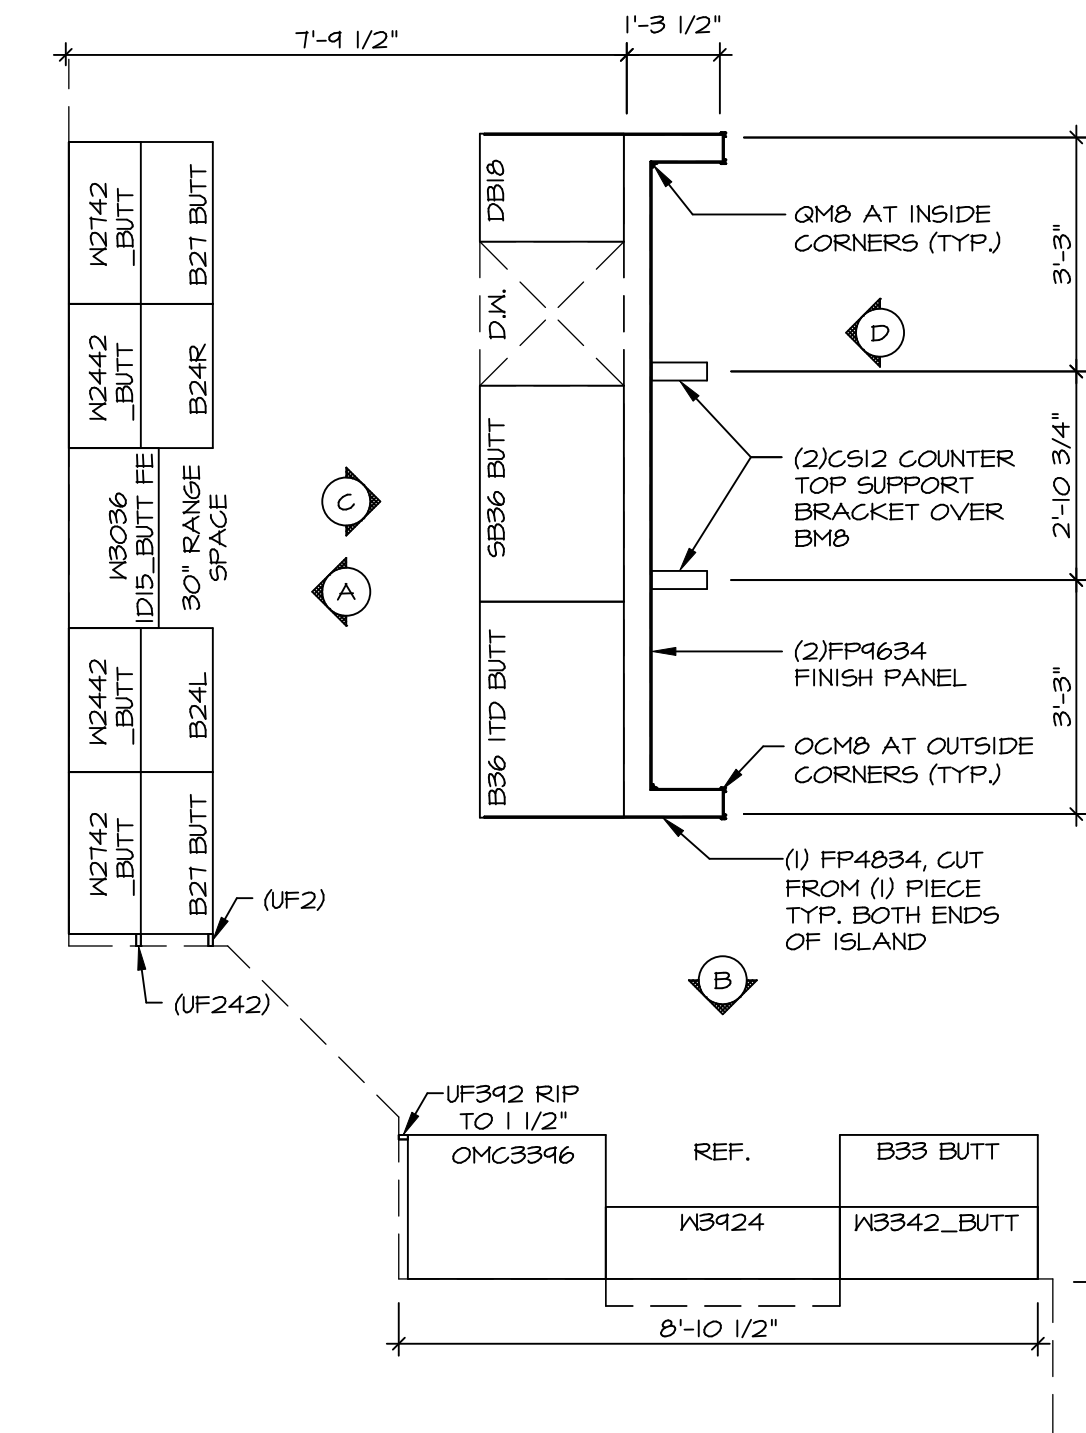 7'-9 1/2"
1'-3 1/2"
W2742
_BUTT
B27 BUTT
W2442
_BUTT
B24R
W3036
1D15_BUTT FE
30" RANGE
SPACE
W2442
_BUTT
B24L
W2742
_BUTT
B27 BUTT
(UF2)
(UF242)
C
A
DB18
D.W.
SB36 BUTT
B36 1TD BUTT
QM8 AT INSIDE
CORNERS (TYP.)
D
(2)CS12 COUNTER
TOP SUPPORT
BRACKET OVER
BM8
(2)FP9634
FINISH PANEL
OCM8 AT OUTSIDE
CORNERS (TYP.)
(1) FP4834, CUT
FROM (1) PIECE
TYP. BOTH ENDS
OF ISLAND
3'-3"
2'-10 3/4"
3'-3"
B
UF392 RIP
TO 1 1/2"
OMC3396
REF.
B33 BUTT
W3924
W3342_BUTT
8'-10 1/2"